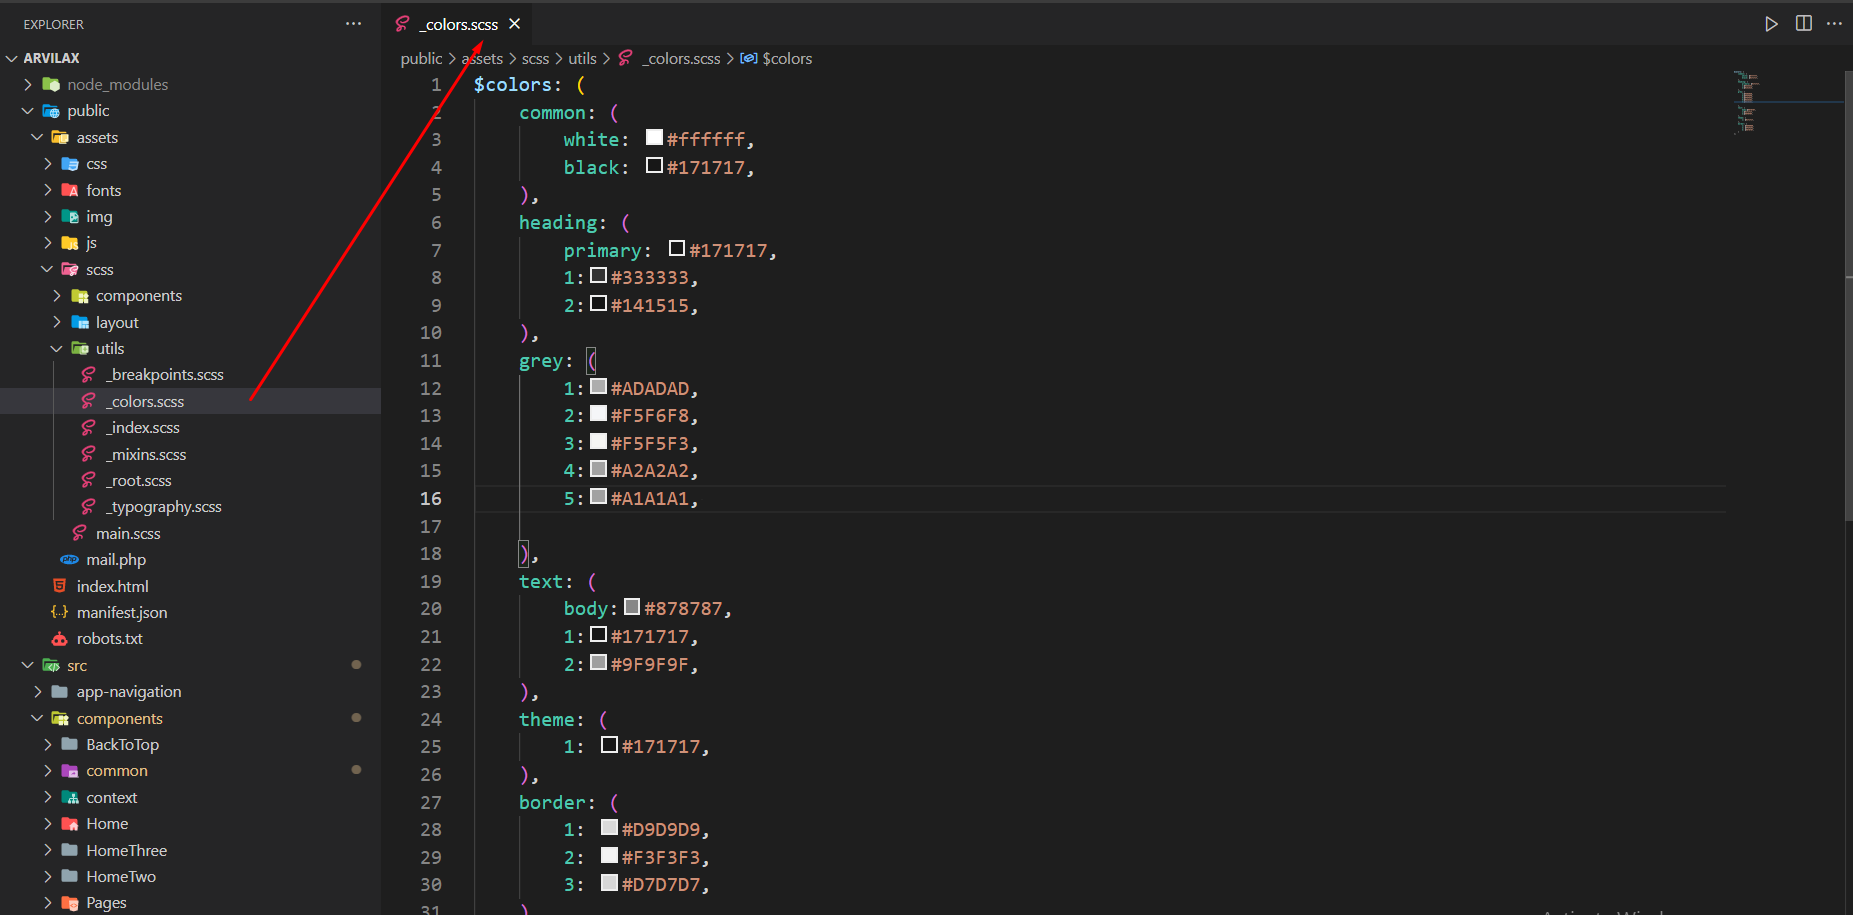 EXPLORER
ARVILAX
node_modules
public
assets
css
fonts
img
js
scss
components
layout
utils
_breakpoints.scss
_colors.scss
_index.scss
_mixins.scss
_root.scss
_typography.scss
main.scss
mail.php
index.html
manifest.json
robots.txt
src
app-navigation
components
BackToTop
common
context
Home
HomeThree
HomeTwo
Pages
_colors.scss
public > assets > scss > utils > _colors.scss > $colors
1 $colors: (
2 common: (
3 white: #ffffff,
4 black: #171717,
5 ),
6 heading: (
7 primary: #171717,
8 1: #333333,
9 2: #141515,
10 ),
11 grey: (
12 1: #ADADAD,
13 2: #F5F6F8,
14 3: #F5F5F3,
15 4: #A2A2A2,
16 5: #A1A1A1,
17
18 ),
19 text: (
20 body: #878787,
21 1: #171717,
22 2: #9F9F9F,
23 ),
24 theme: (
25 1: #171717,
26 ),
27 border: (
28 1: #D9D9D9,
29 2: #F3F3F3,
30 3: #D7D7D7,
31 )